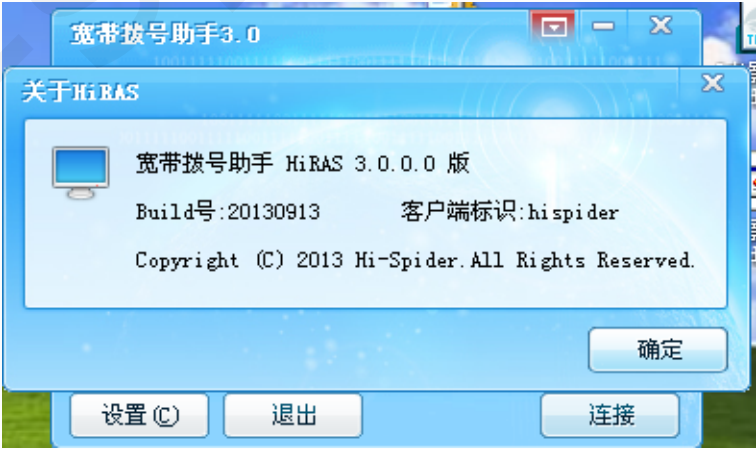 宽带拨号助手3.0
关于HiRAS
宽带拨号助手 HiRAS 3.0.0.0 版
Build号:20130913 客户端标识:hispider
Copyright (C) 2013 Hi-Spider.All Rights Reserved.
确定
设置(C) 退出 连接